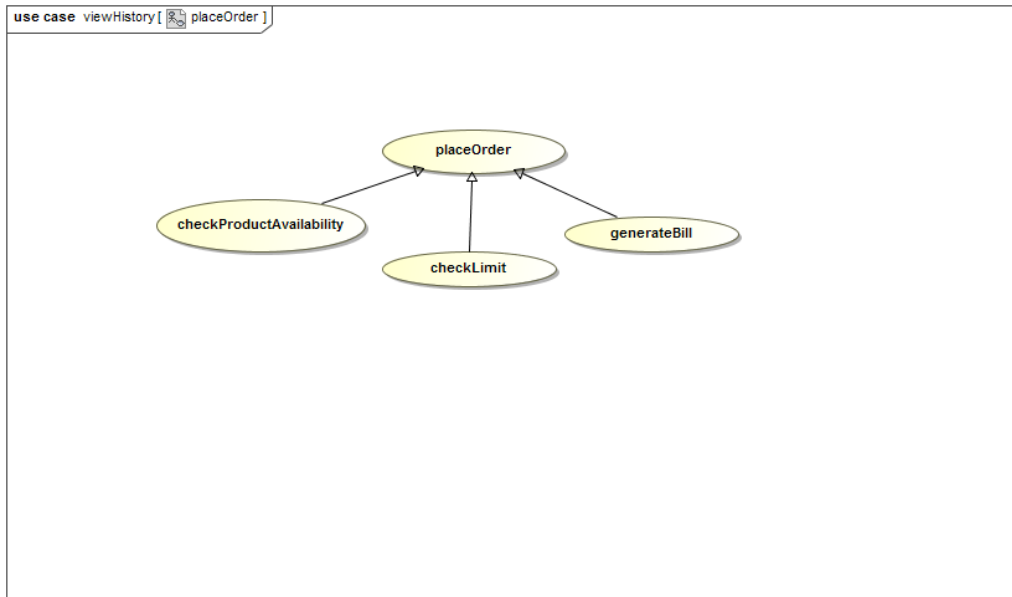 use case viewHistory [ placeOrder ]
placeOrder
checkProductAvailability
generateBill
checkLimit